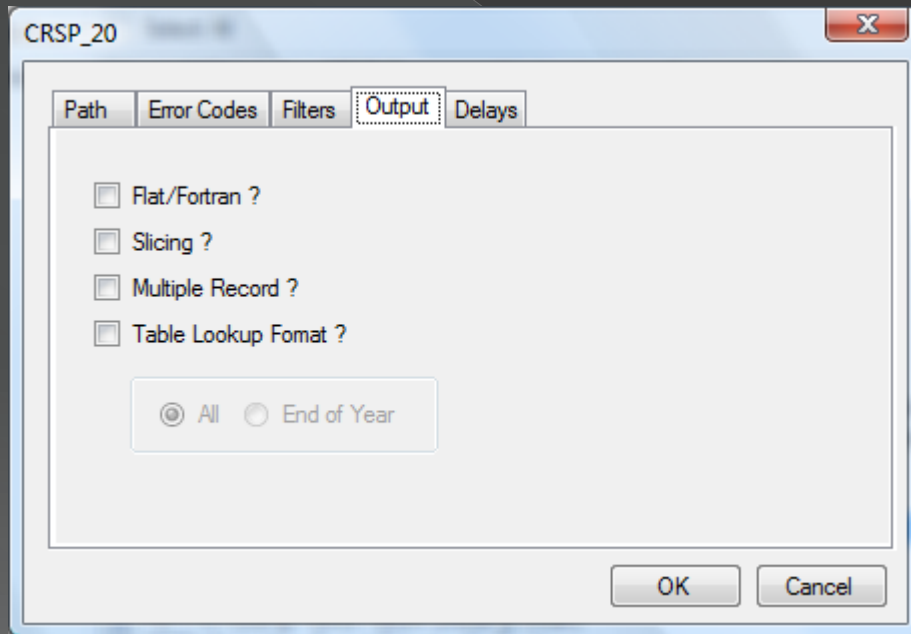 CRSP_20
Path Error Codes Filters Output Delays
Flat/Fortran ?
Slicing ?
Multiple Record ?
Table Lookup Fomat ?
All End of Year
OK Cancel